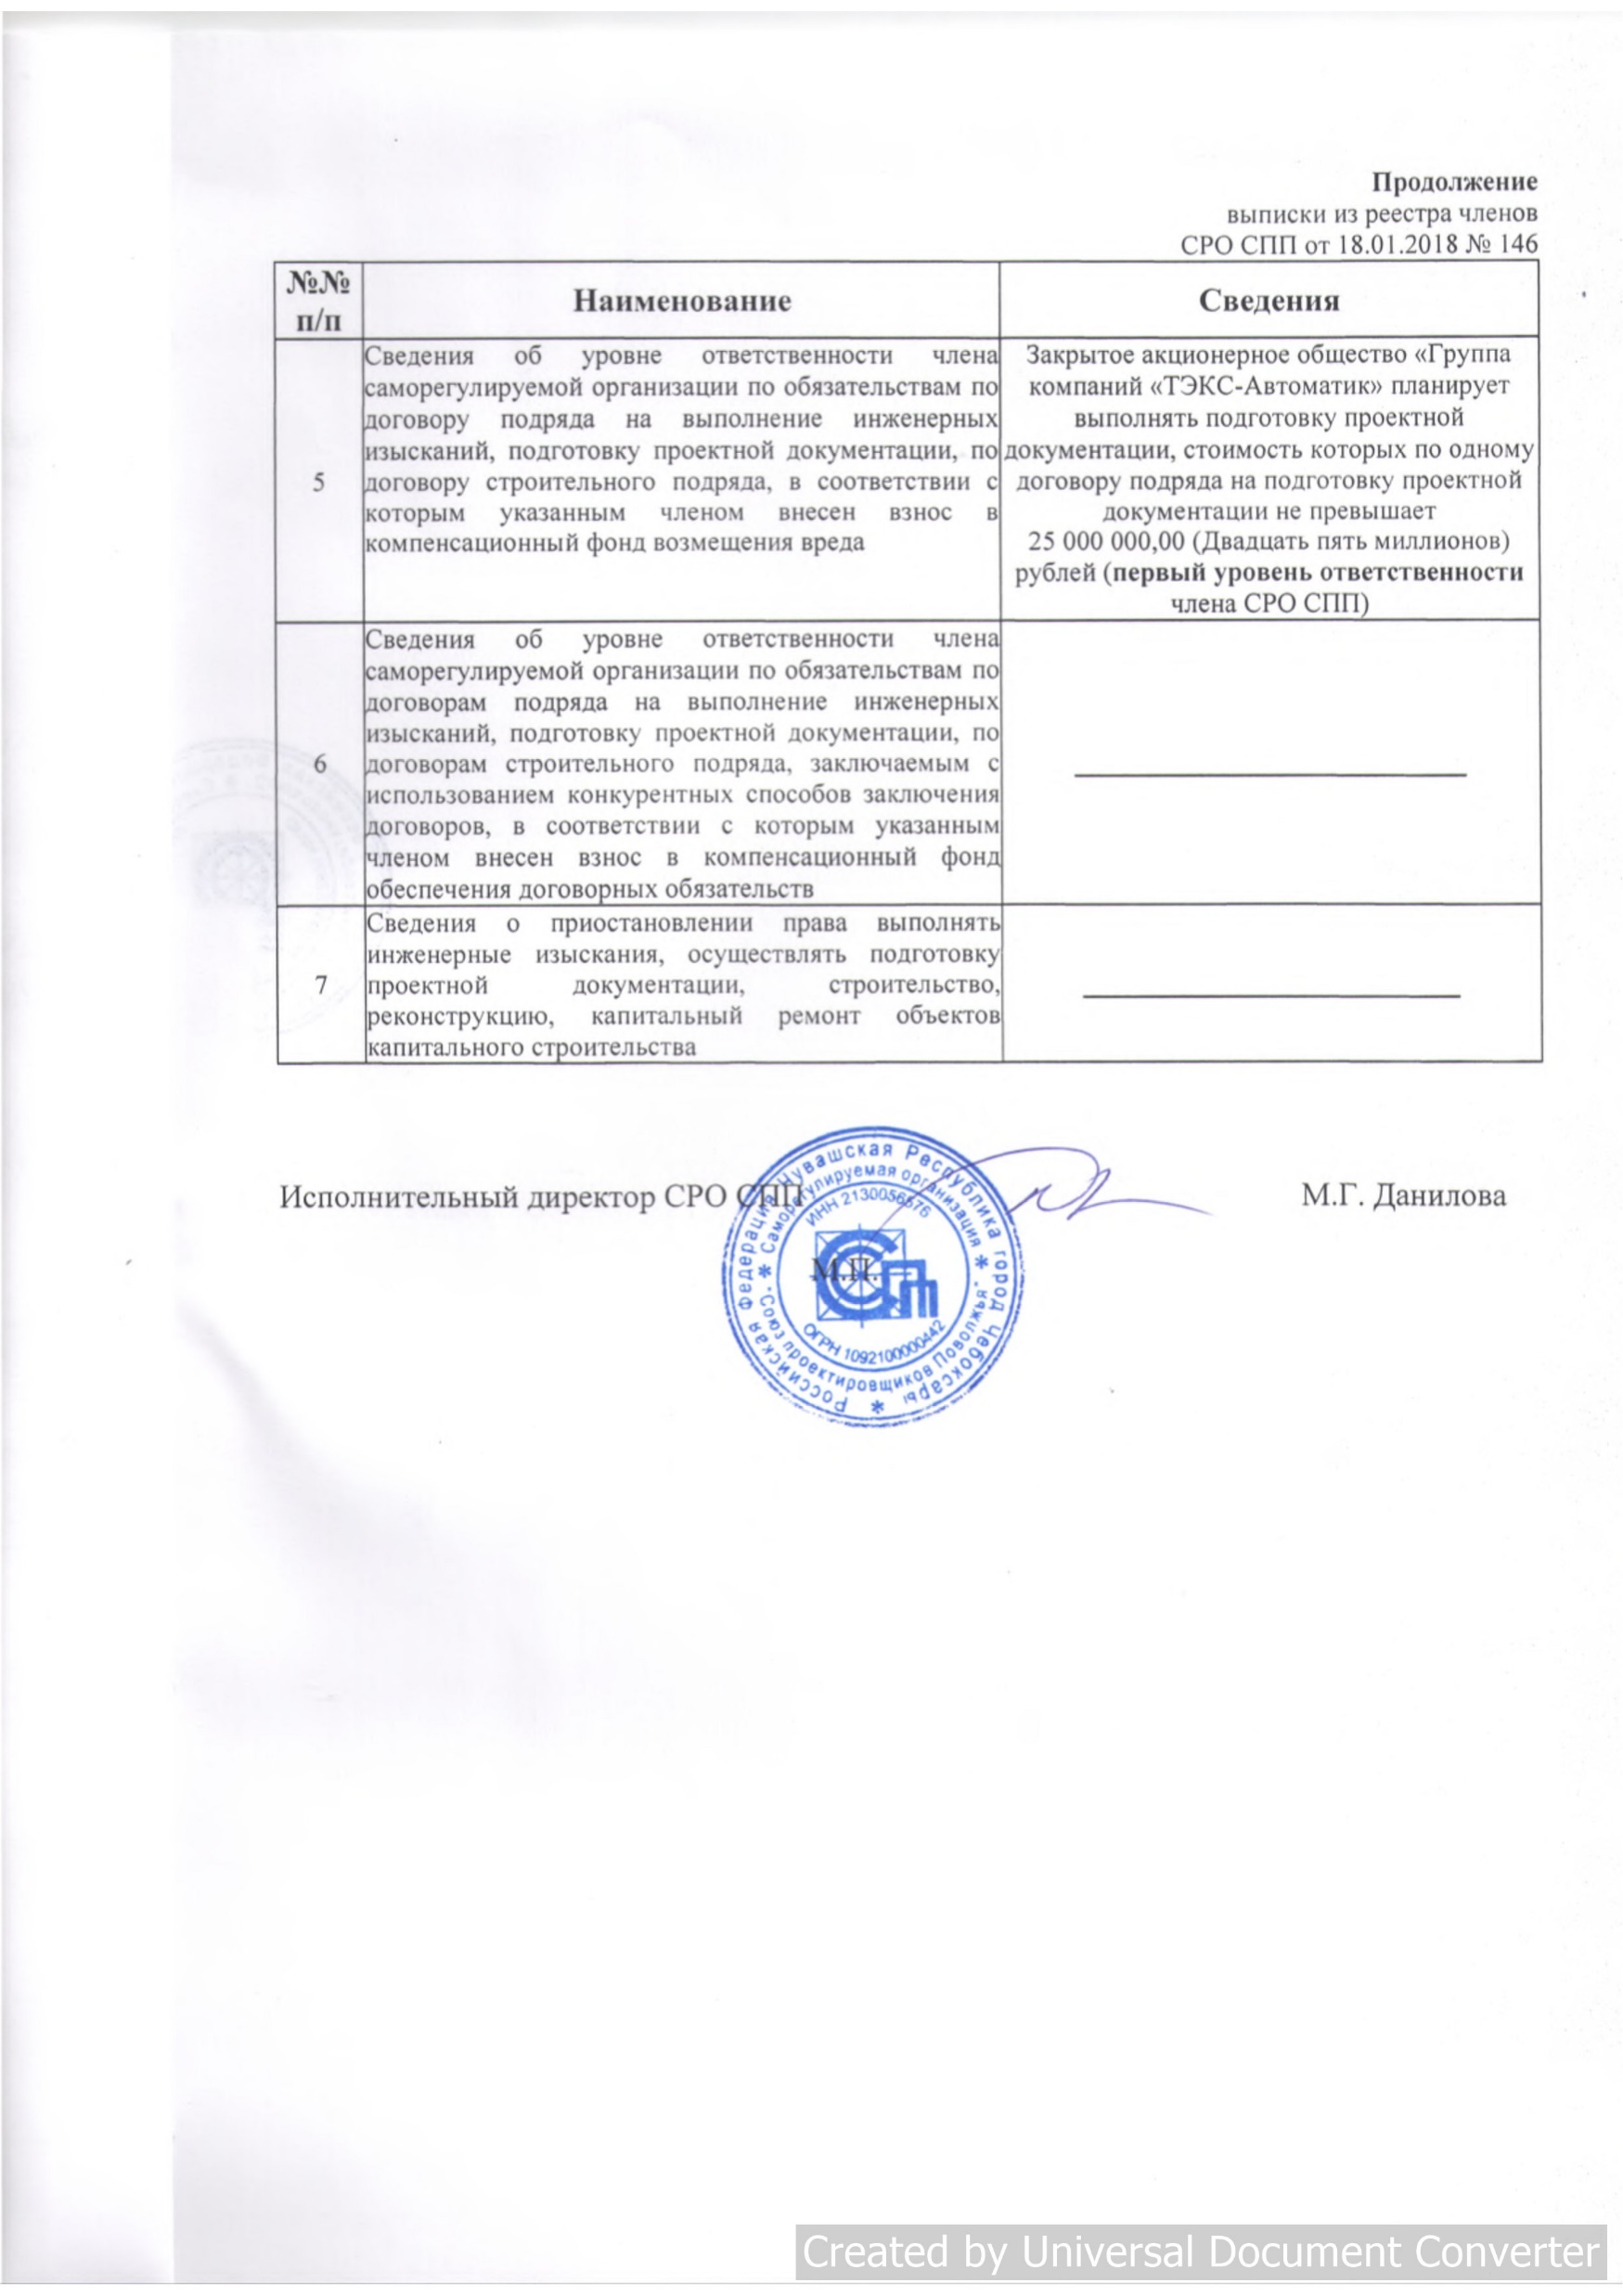 Продолжение
выписки из реестра членов
СРО СПП от 18.01.2018 № 146
№№
п/п
Наименование
Сведения
5
Сведения об уровне ответственности члена
саморегулируемой организации по обязательствам по
договору подряда на выполнение инженерных
изысканий, подготовку проектной документации, по
договору строительного подряда, в соответствии с
которым указанным членом внесен взнос в
компенсационный фонд возмещения вреда
Закрытое акционерное общество «Группа
компаний «ТЭКС-Автоматик» планирует
выполнять подготовку проектной
документации, стоимость которых по одному
договору подряда на подготовку проектной
документации не превышает
25 000 000,00 (Двадцать пять миллионов)
рублей (первый уровень ответственности
члена СРО СПП)
6
Сведения об уровне ответственности члена
саморегулируемой организации по обязательствам по
договорам подряда на выполнение инженерных
изысканий, подготовку проектной документации, по
договорам строительного подряда, заключаемым с
использованием конкурентных способов заключения
договоров, в соответствии с которым указанным
членом внесен взнос в компенсационный фонд
обеспечения договорных обязательств
7
Сведения о приостановлении права выполнять
инженерные изыскания, осуществлять подготовку
проектной документации, строительство,
реконструкцию, капитальный ремонт объектов
капитального строительства
Исполнительный директор СРО СПП
М.Г. Данилова
М.П.
Российская Федерация Чувашская Республика город Чебоксары *
* Саморегулируемая организация *
"Союз проектировщиков Поволжья"
ИНН 2130056576
ОГРН 1092100000442
Created by Universal Document Converter